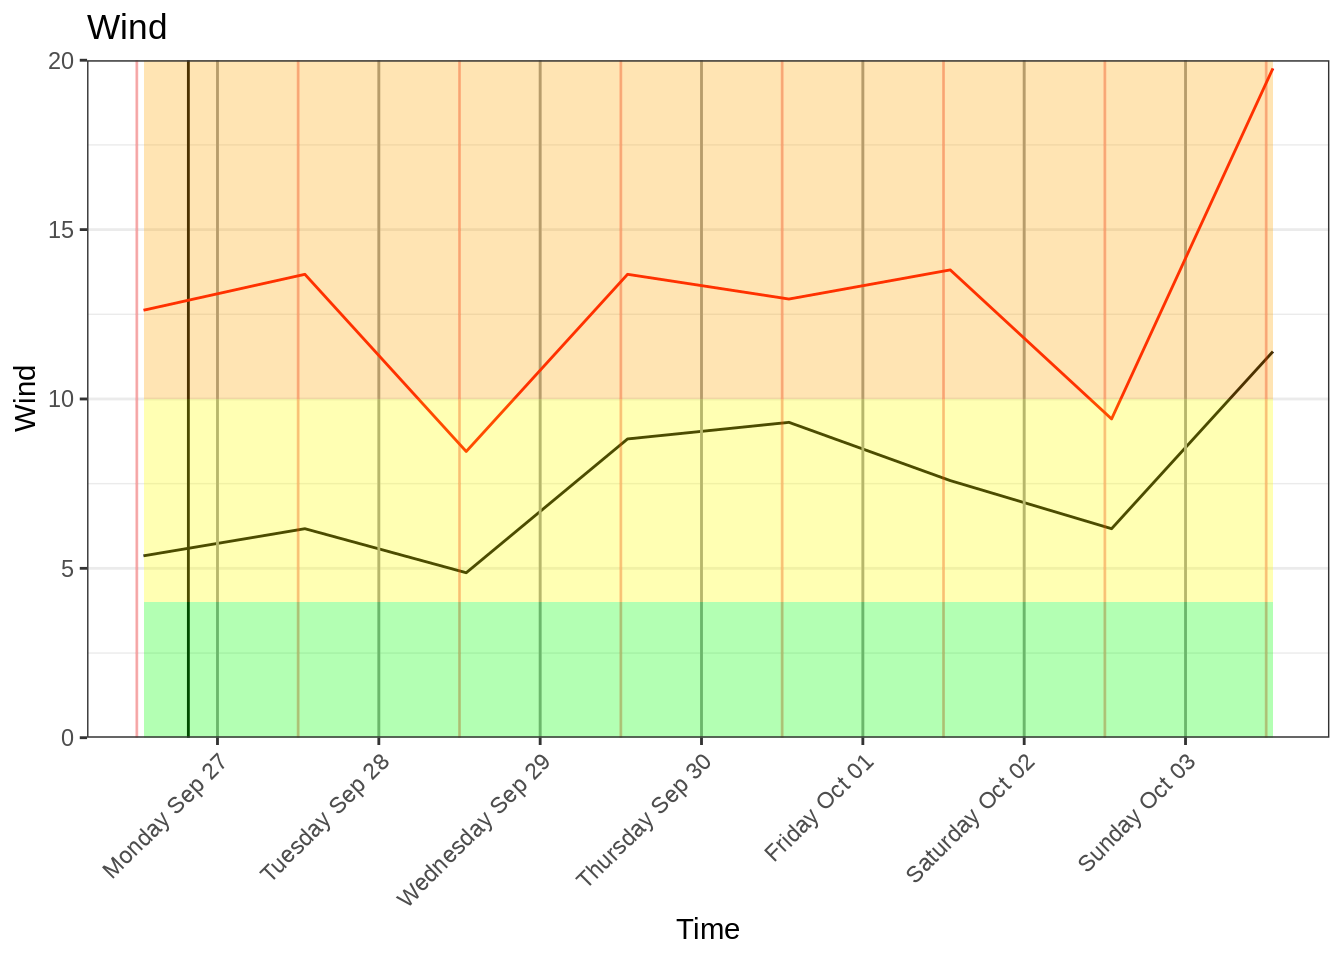 Wind
20
15
10
5
0
Wind
Monday Sep 27
Tuesday Sep 28
Wednesday Sep 29
Thursday Sep 30
Friday Oct 01
Saturday Oct 02
Sunday Oct 03
Time